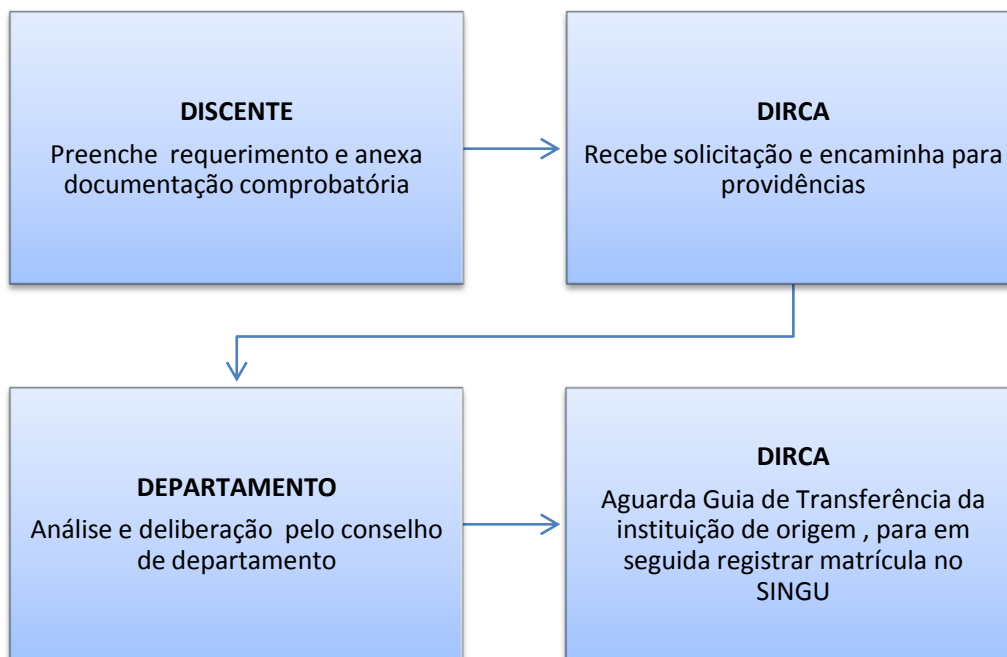 DISCENTE
Preenche requerimento e anexa
documentação comprobatória
DIRCA
Recebe solicitação e encaminha para
providências
DEPARTAMENTO
Análise e deliberação pelo conselho
de departamento
DIRCA
Aguarda Guia de Transferência da
instituição de origem , para em
seguida registrar matrícula no
SINGU